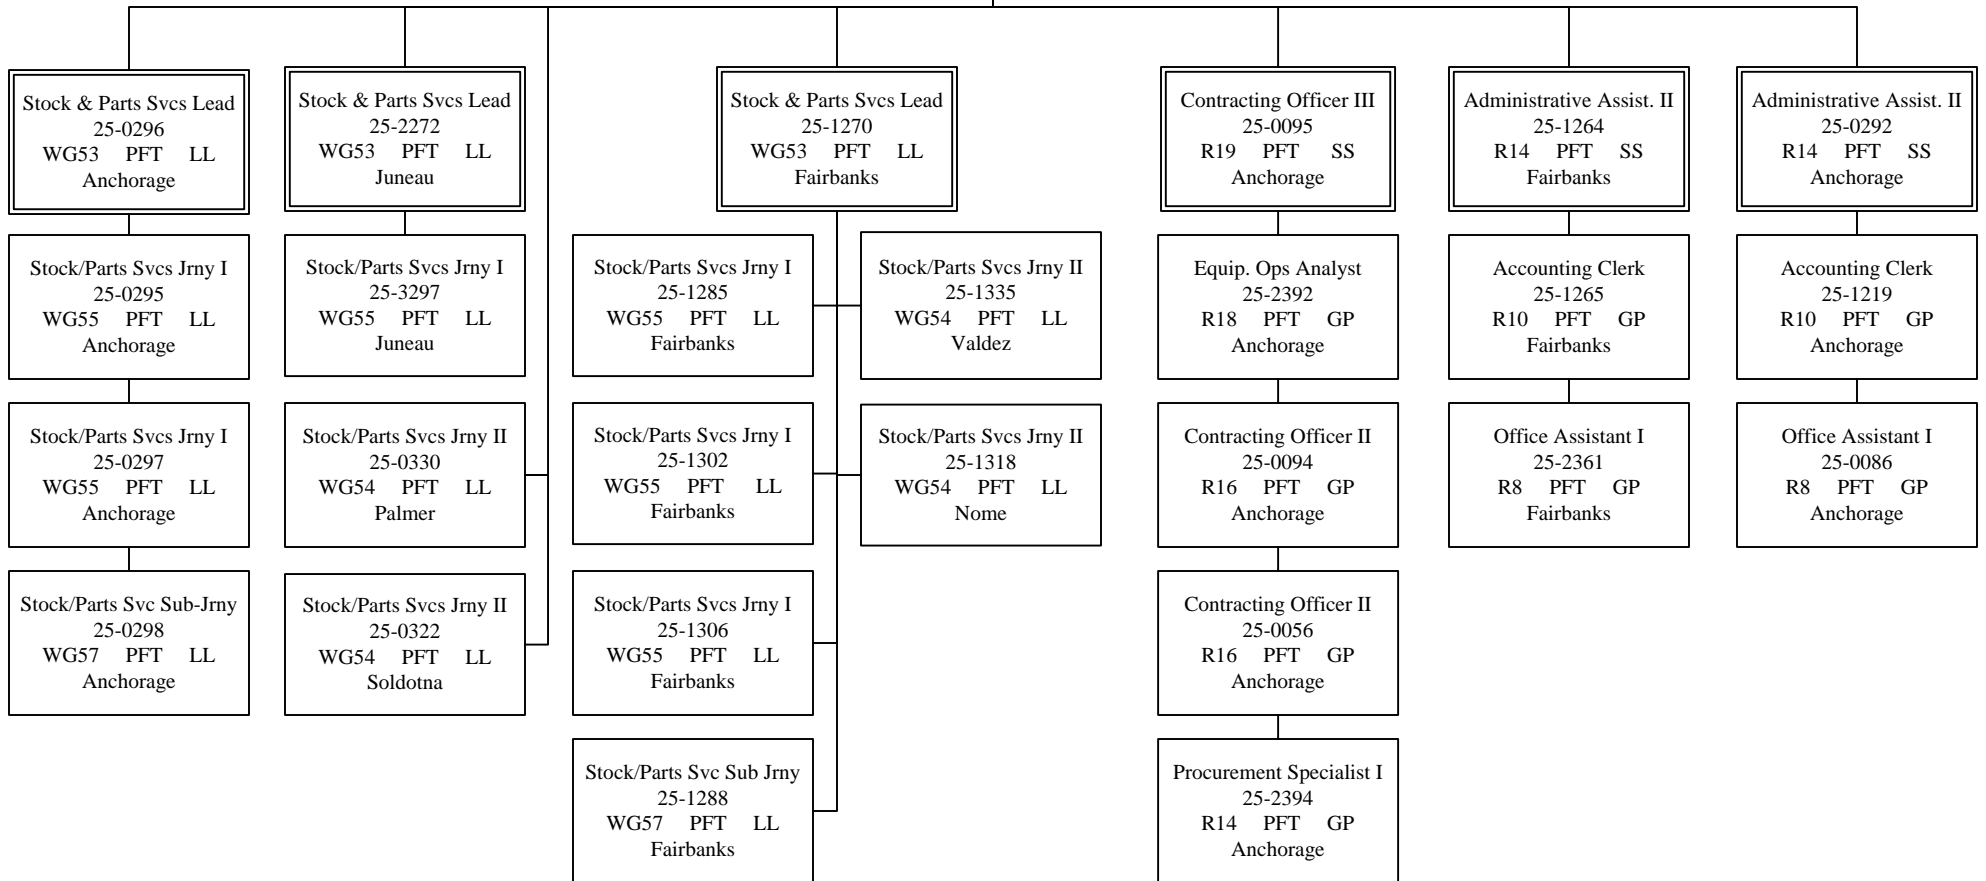 Stock & Parts Svcs Lead
25-0296
WG53 PFT LL
Anchorage
Stock/Parts Svcs Jrny I
25-0295
WG55 PFT LL
Anchorage
Stock/Parts Svcs Jrny I
25-0297
WG55 PFT LL
Anchorage
Stock/Parts Svc Sub-Jrny
25-0298
WG57 PFT LL
Anchorage
Stock & Parts Svcs Lead
25-2272
WG53 PFT LL
Juneau
Stock/Parts Svcs Jrny I
25-3297
WG55 PFT LL
Juneau
Stock/Parts Svcs Jrny II
25-0330
WG54 PFT LL
Palmer
Stock/Parts Svcs Jrny II
25-0322
WG54 PFT LL
Soldotna
Stock & Parts Svcs Lead
25-1270
WG53 PFT LL
Fairbanks
Stock/Parts Svcs Jrny I
25-1285
WG55 PFT LL
Fairbanks
Stock/Parts Svcs Jrny I
25-1302
WG55 PFT LL
Fairbanks
Stock/Parts Svcs Jrny I
25-1306
WG55 PFT LL
Fairbanks
Stock/Parts Svc Sub Jrny
25-1288
WG57 PFT LL
Fairbanks
Stock/Parts Svcs Jrny II
25-1335
WG54 PFT LL
Valdez
Stock/Parts Svcs Jrny II
25-1318
WG54 PFT LL
Nome
Contracting Officer III
25-0095
R19 PFT SS
Anchorage
Equip. Ops Analyst
25-2392
R18 PFT GP
Anchorage
Contracting Officer II
25-0094
R16 PFT GP
Anchorage
Contracting Officer II
25-0056
R16 PFT GP
Anchorage
Procurement Specialist I
25-2394
R14 PFT GP
Anchorage
Administrative Assist. II
25-1264
R14 PFT SS
Fairbanks
Accounting Clerk
25-1265
R10 PFT GP
Fairbanks
Office Assistant I
25-2361
R8 PFT GP
Fairbanks
Administrative Assist. II
25-0292
R14 PFT SS
Anchorage
Accounting Clerk
25-1219
R10 PFT GP
Anchorage
Office Assistant I
25-0086
R8 PFT GP
Anchorage